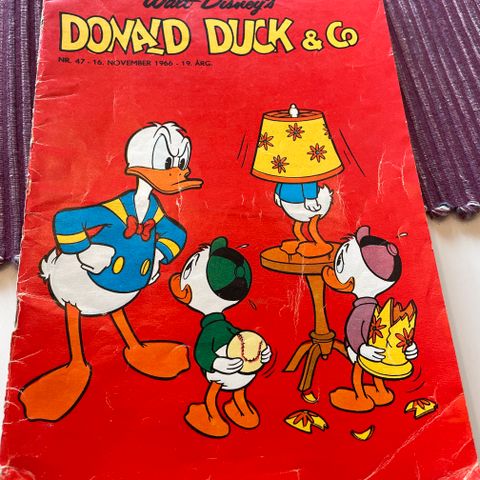 Walt Disney's
DONALD DUCK & Co
NR. 47 - 16. NOVEMBER 1966 - 19. ÅRG.